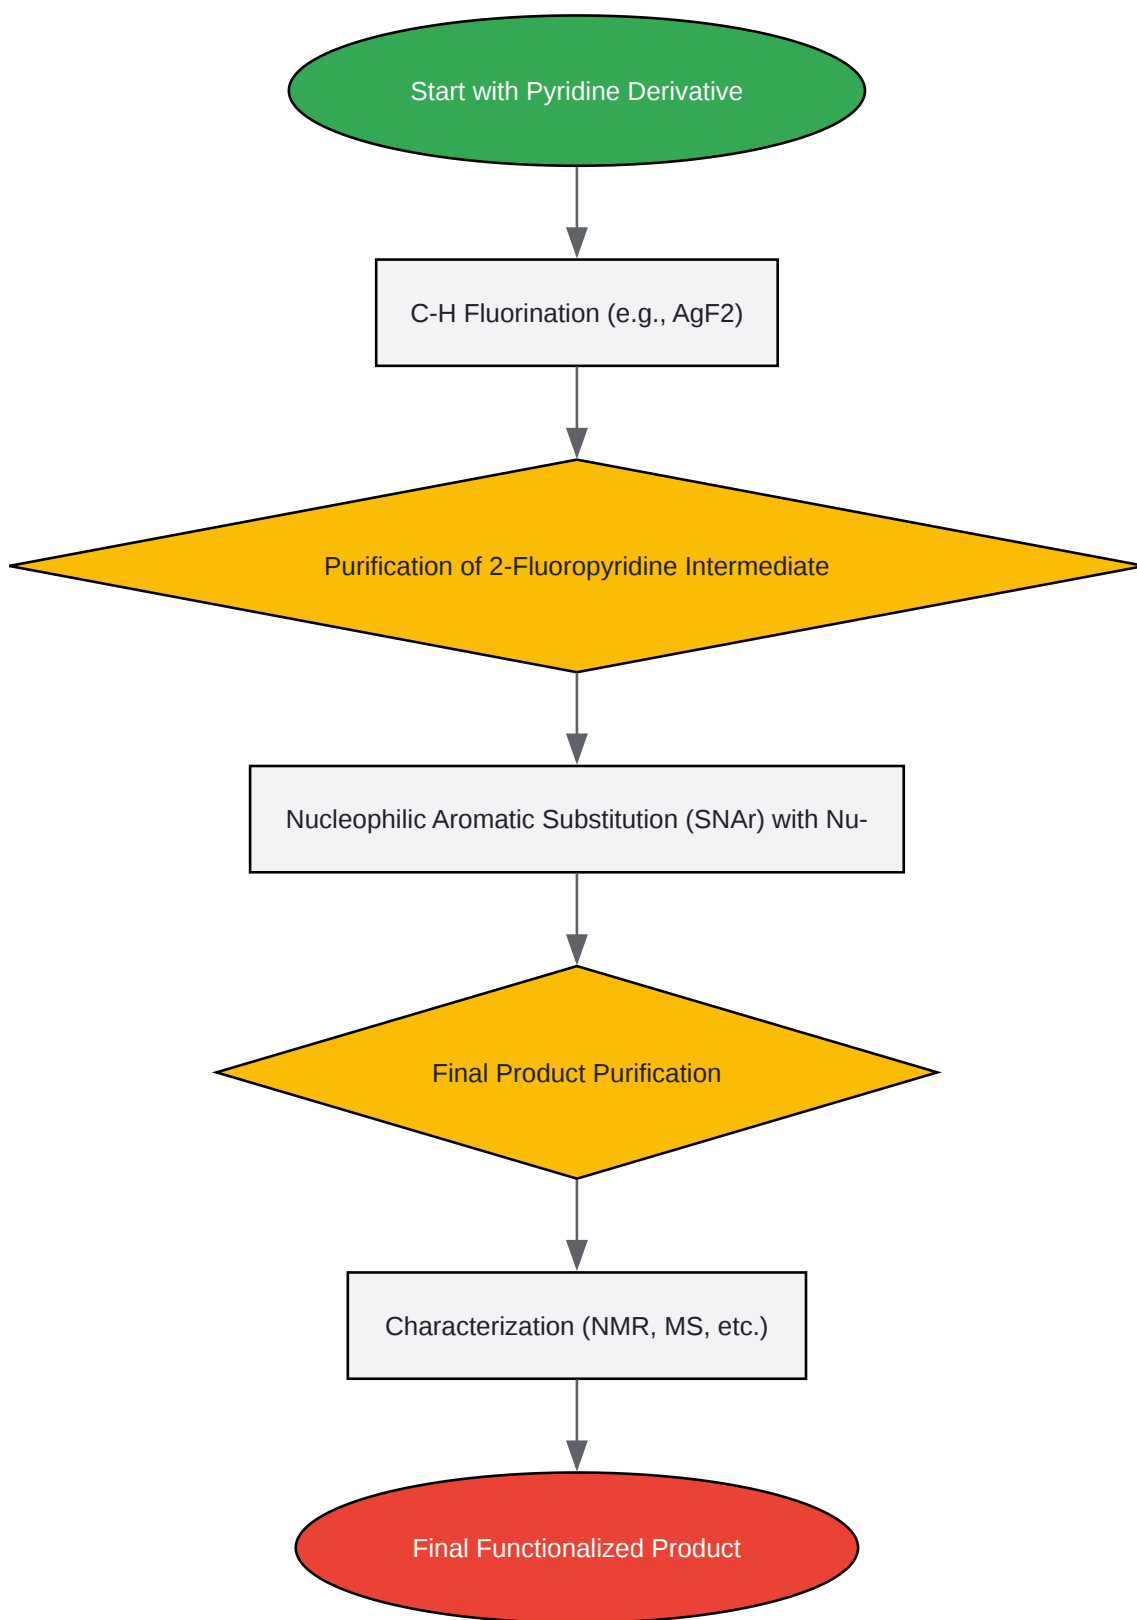 Start with Pyridine Derivative
C-H Fluorination (e.g., AgF2)
Purification of 2-Fluoropyridine Intermediate
Nucleophilic Aromatic Substitution (SNAr) with Nu-
Final Product Purification
Characterization (NMR, MS, etc.)
Final Functionalized Product